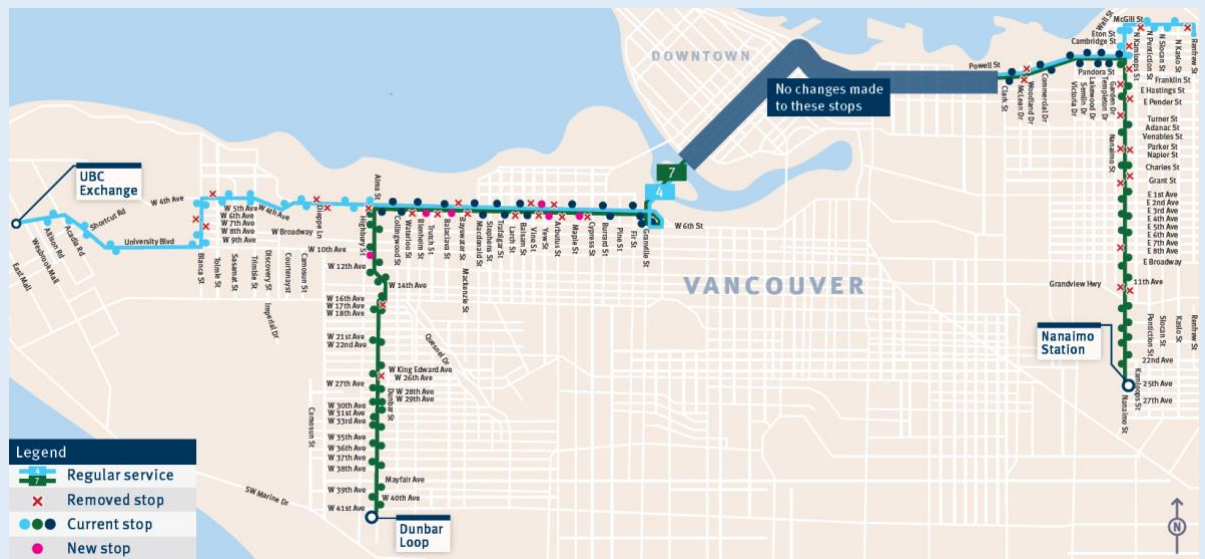 DOWNTOWN
VANCOUVER
No changes made
to these stops
UBC
Exchange
Dunbar
Loop
Nanaimo
Station
7
4
East Mall
Wesbrook Mall
Allison Rd
Acadia Rd
Shortcut Rd
University Blvd
W 4th Ave
W 5th Ave
W 6th Ave
W 7th Ave
W 8th Ave
W 9th Ave
W 4th Ave
W Broadway
Blanca St
Tolmie St
Sasamat St
Trimble St
Discovery St
Imperial Dr
Courtenay st
Camosun St
Dieppe Ln
Alma St
Highbury St
Collingwood St
Waterloo St
Blenheim St
Trutch St
Balaclava St
Bayswater St
Mackenzie St
Macdonald St
Stephens St
Trafalgar St
Larch St
Balsam St
Vine St
Yew St
Arbutus St
Maple St
Cypress St
Burrard St
Pine St
Fir St
Granville St
W 6th St
W 10th Ave
W 12th Ave
W 14th Ave
W 16th Ave
W 17th Ave
W 18th Ave
W 21st Ave
W 22nd Ave
Quesnel Dr
W King Edward Ave
W 26th Ave
W 27th Ave
W 28th Ave
W 29th Ave
Dunbar St
W 30th Ave
W 31st Ave
W 33rd Ave
Camosun St
W 35th Ave
W 36th Ave
W 37th Ave
W 38th Ave
Mayfair Ave
W 39th Ave
W 40th Ave
W 41st Ave
SW Marine Dr
Powell St
Clark St
McLean Dr
Woodland Dr
Commercial Dr
Victoria Dr
Semlin Dr
Lakewood Dr
Templeton Dr
Garden Dr
Pandora St
Nanaimo St
Wall St
McGill St
Eton St
Cambridge St
N Kamloops St
N Penticton St
N Slocan St
N Kaslo St
Renfrew St
Franklin St
E Hastings St
E Pender St
Turner St
Adanac St
Venables St
Parker St
Napier St
Charles St
Grant St
E 1st Ave
E 2nd Ave
E 3rd Ave
E 4th Ave
E 5th Ave
E 6th Ave
E 7th Ave
E 8th Ave
E Broadway
Grandview Hwy
11th Ave
Penticton St
Slocan St
Kaslo St
Renfrew St
22nd Ave
Kamloops St
25th Ave
27th Ave
Nanaimo St
Legend
4
7
Regular service
Removed stop
Current stop
New stop
N